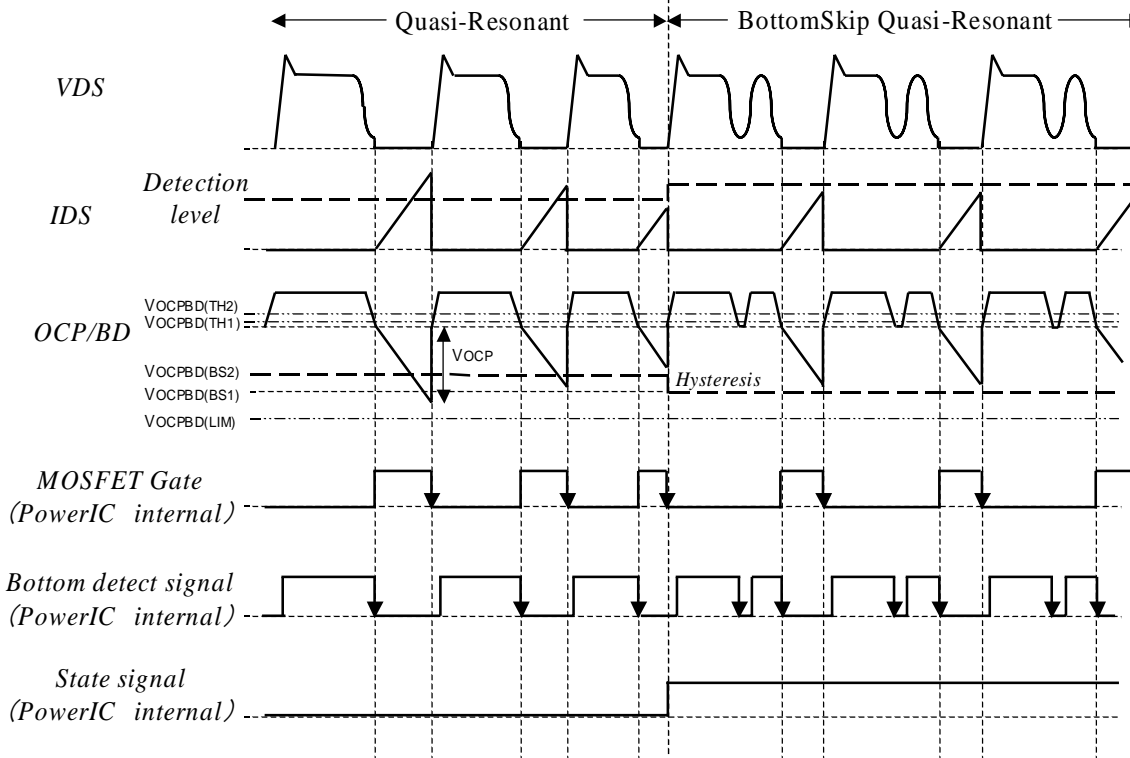 Quasi-Resonant
BottomSkip Quasi-Resonant
VDS
Detection
level
IDS
VOCPBD(TH2)
VOCPBD(TH1)
OCP/BD
VOCP
VOCPBD(BS2)
Hysteresis
VOCPBD(BS1)
VOCPBD(LIM)
MOSFET Gate
(PowerIC internal)
Bottom detect signal
(PowerIC internal)
State signal
(PowerIC internal)